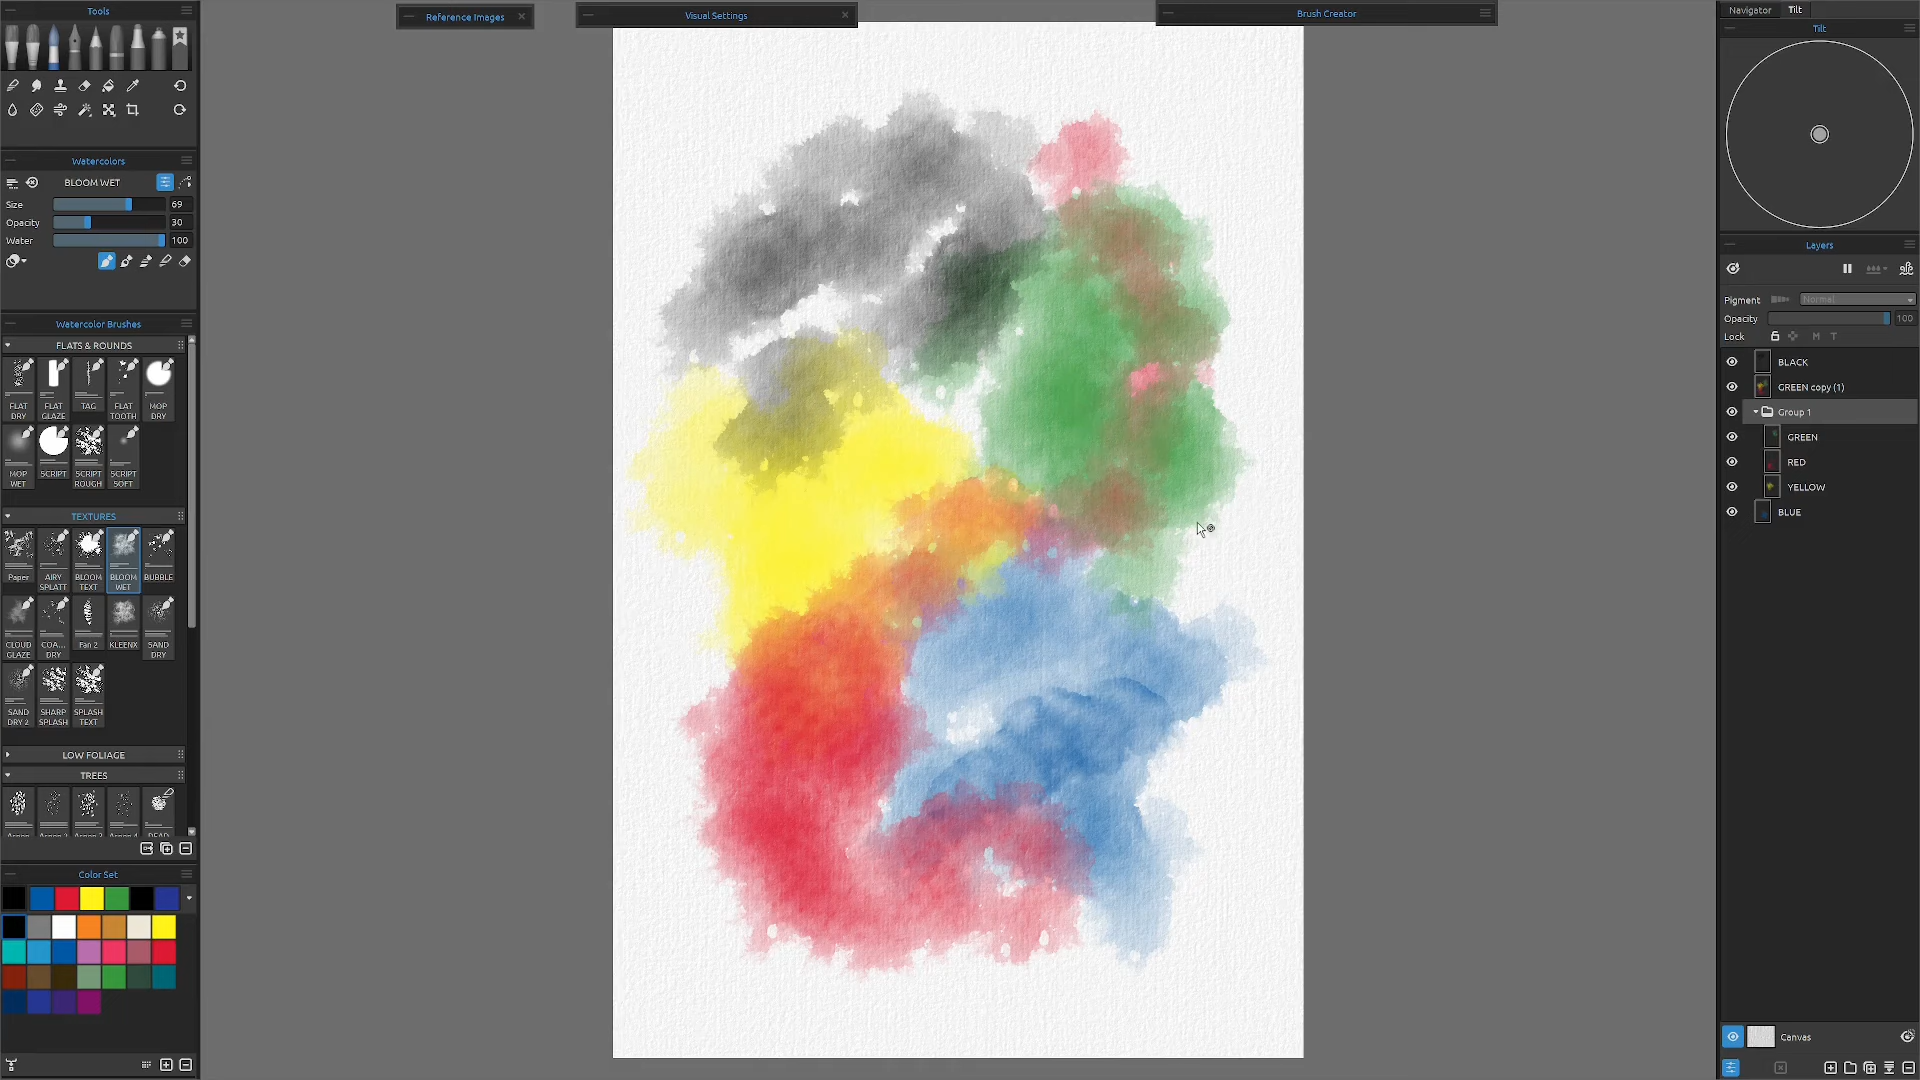 Tools
Reference Images
Visual Settings
Brush Creator
Navigator
Tilt
Tilt
Watercolors
BLOOM WET
Size
69
Opacity
30
Water
100
Watercolor Brushes
FLATS & ROUNDS
FLAT DRY
FLAT GLAZE
TAG
FLAT TOOTH
MOP DRY
MOP WET
SCRIPT
SCRIPT ROUGH
SCRIPT SOFT
TEXTURES
Paper
AIRY SPLATT
BLOOM TEXT
BLOOM WET
BUBBLE
CLOUD GLAZE
COA... DRY
Fan 2
KLEENX
SAND DRY
SAND DRY 2
SHARP SPLASH
SPLASH TEXT
LOW FOLIAGE
TREES
Color Set
Layers
Pigment
Normal
Opacity
100
Lock
M
T
BLACK
GREEN copy (1)
Group 1
GREEN
RED
YELLOW
BLUE
Canvas